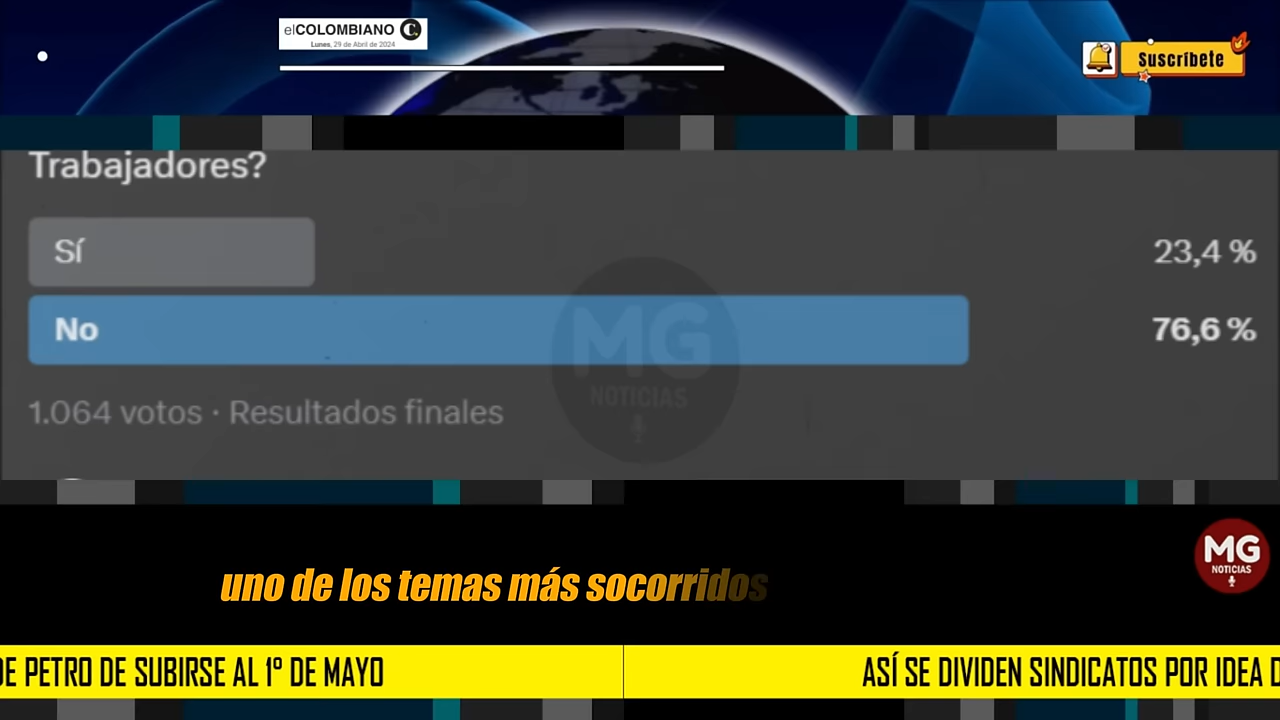 elCOLOMBIANO C
Lunes, 29 de Abril de 2024
Suscríbete
Trabajadores?
Sí 23,4 %
No 76,6 %
MG
NOTICIAS
1.064 votos · Resultados finales
MG
NOTICIAS
uno de los temas más socorridos
DE PETRO DE SUBIRSE AL 1º DE MAYO
ASÍ SE DIVIDEN SINDICATOS POR IDEA D